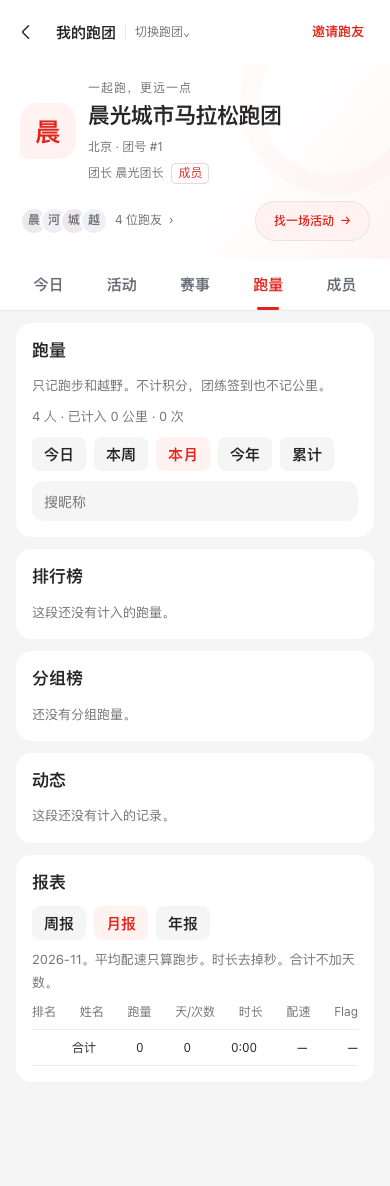 我的跑团 切换跑团 邀请跑友
一起跑，更远一点
晨 晨光城市马拉松跑团
北京 · 团号 #1
团长 晨光团长 成员
晨 河 城 越 4 位跑友 › 找一场活动 →
今日 活动 赛事 跑量 成员
跑量
只记跑步和越野。不计积分，团练签到也不记公里。
4 人 · 已计入 0 公里 · 0 次
今日 本周 本月 今年 累计
搜昵称
排行榜
这段还没有计入的跑量。
分组榜
还没有分组跑量。
动态
这段还没有计入的记录。
报表
周报 月报 年报
2026-11。平均配速只算跑步。时长去掉秒。合计不加天
数。
排名 姓名 跑量 天/次数 时长 配速 Flag
合计 0 0 0:00 — —